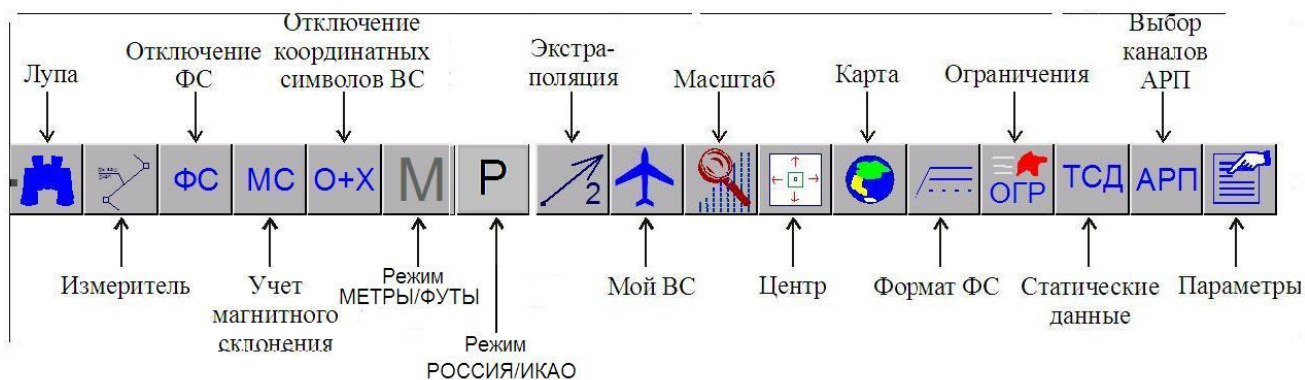 Лупа
Отключение
ФС
Отключение
координатных
символов ВС
Экстра-
поляция
Масштаб
Карта
Ограничения
Выбор
каналов
АРП
ФС
МС
О+Х
М
Р
2
ОГР
ТСД
АРП
Измеритель
Учет
магнитного
склонения
Режим
МЕТРЫ/ФУТЫ
Режим
РОССИЯ/ИКАО
Мой ВС
Центр
Формат ФС
Статические
данные
Параметры